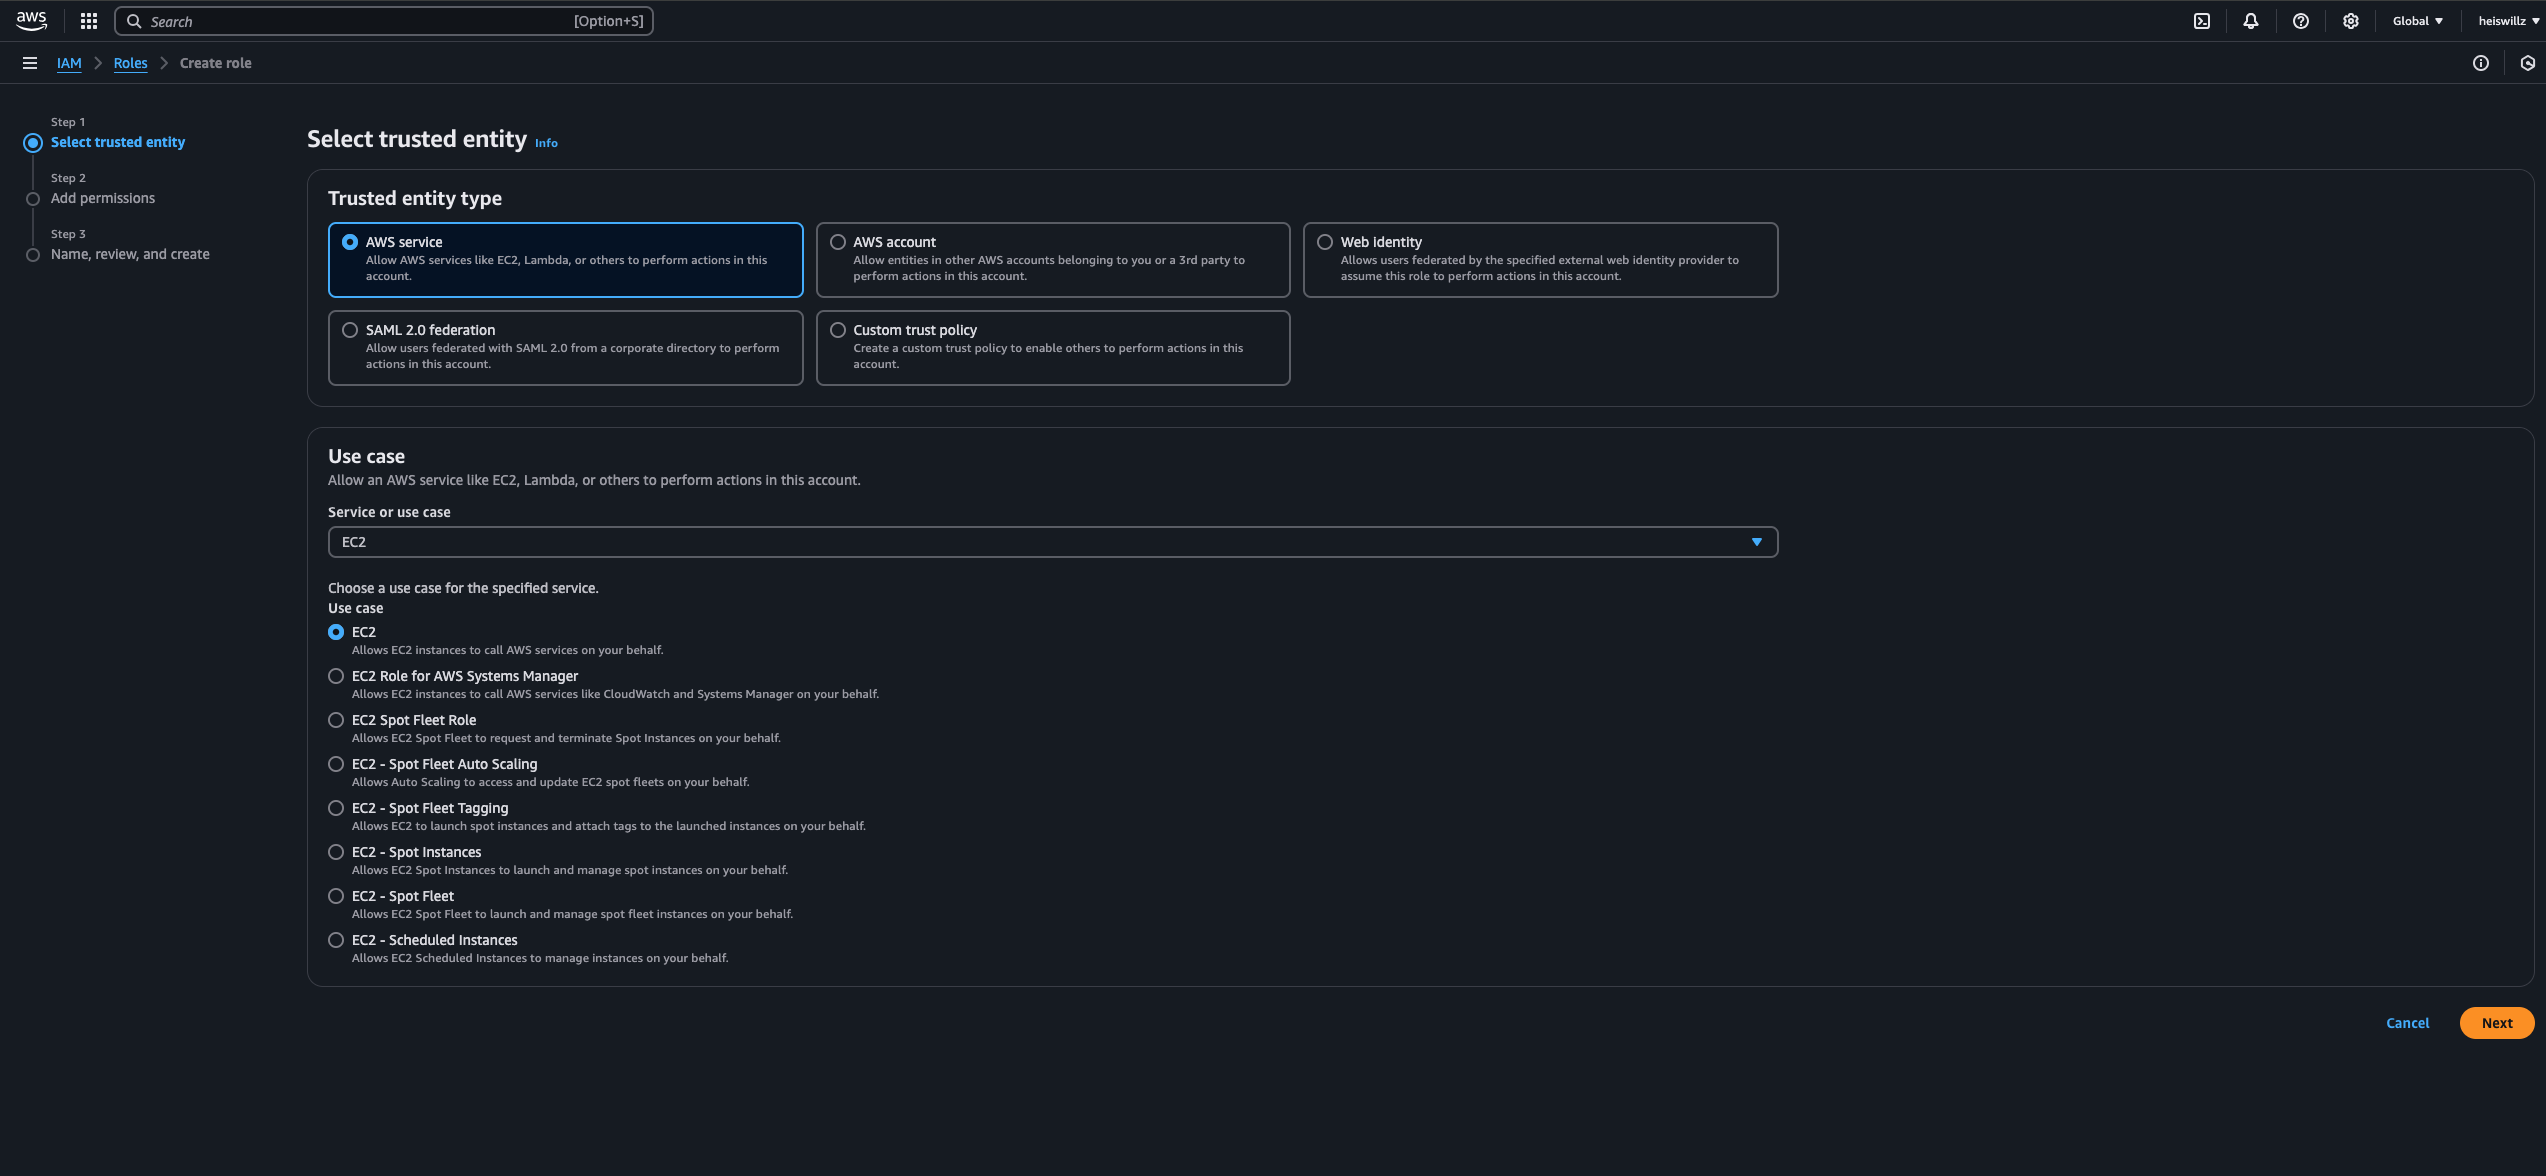 aws
Search
[Option+S]
Global
heiswillz
IAM
Roles
Create role
Step 1
Select trusted entity
Step 2
Add permissions
Step 3
Name, review, and create
Select trusted entity Info
Trusted entity type
AWS service
Allow AWS services like EC2, Lambda, or others to perform actions in this
account.
AWS account
Allow entities in other AWS accounts belonging to you or a 3rd party to
perform actions in this account.
Web identity
Allows users federated by the specified external web identity provider to
assume this role to perform actions in this account.
SAML 2.0 federation
Allow users federated with SAML 2.0 from a corporate directory to perform
actions in this account.
Custom trust policy
Create a custom trust policy to enable others to perform actions in this
account.
Use case
Allow an AWS service like EC2, Lambda, or others to perform actions in this account.
Service or use case
EC2
Choose a use case for the specified service.
Use case
EC2
Allows EC2 instances to call AWS services on your behalf.
EC2 Role for AWS Systems Manager
Allows EC2 instances to call AWS services like CloudWatch and Systems Manager on your behalf.
EC2 Spot Fleet Role
Allows EC2 Spot Fleet to request and terminate Spot Instances on your behalf.
EC2 - Spot Fleet Auto Scaling
Allows Auto Scaling to access and update EC2 spot fleets on your behalf.
EC2 - Spot Fleet Tagging
Allows EC2 to launch spot instances and attach tags to the launched instances on your behalf.
EC2 - Spot Instances
Allows EC2 Spot Instances to launch and manage spot instances on your behalf.
EC2 - Spot Fleet
Allows EC2 Spot Fleet to launch and manage spot fleet instances on your behalf.
EC2 - Scheduled Instances
Allows EC2 Scheduled Instances to manage instances on your behalf.
Cancel
Next